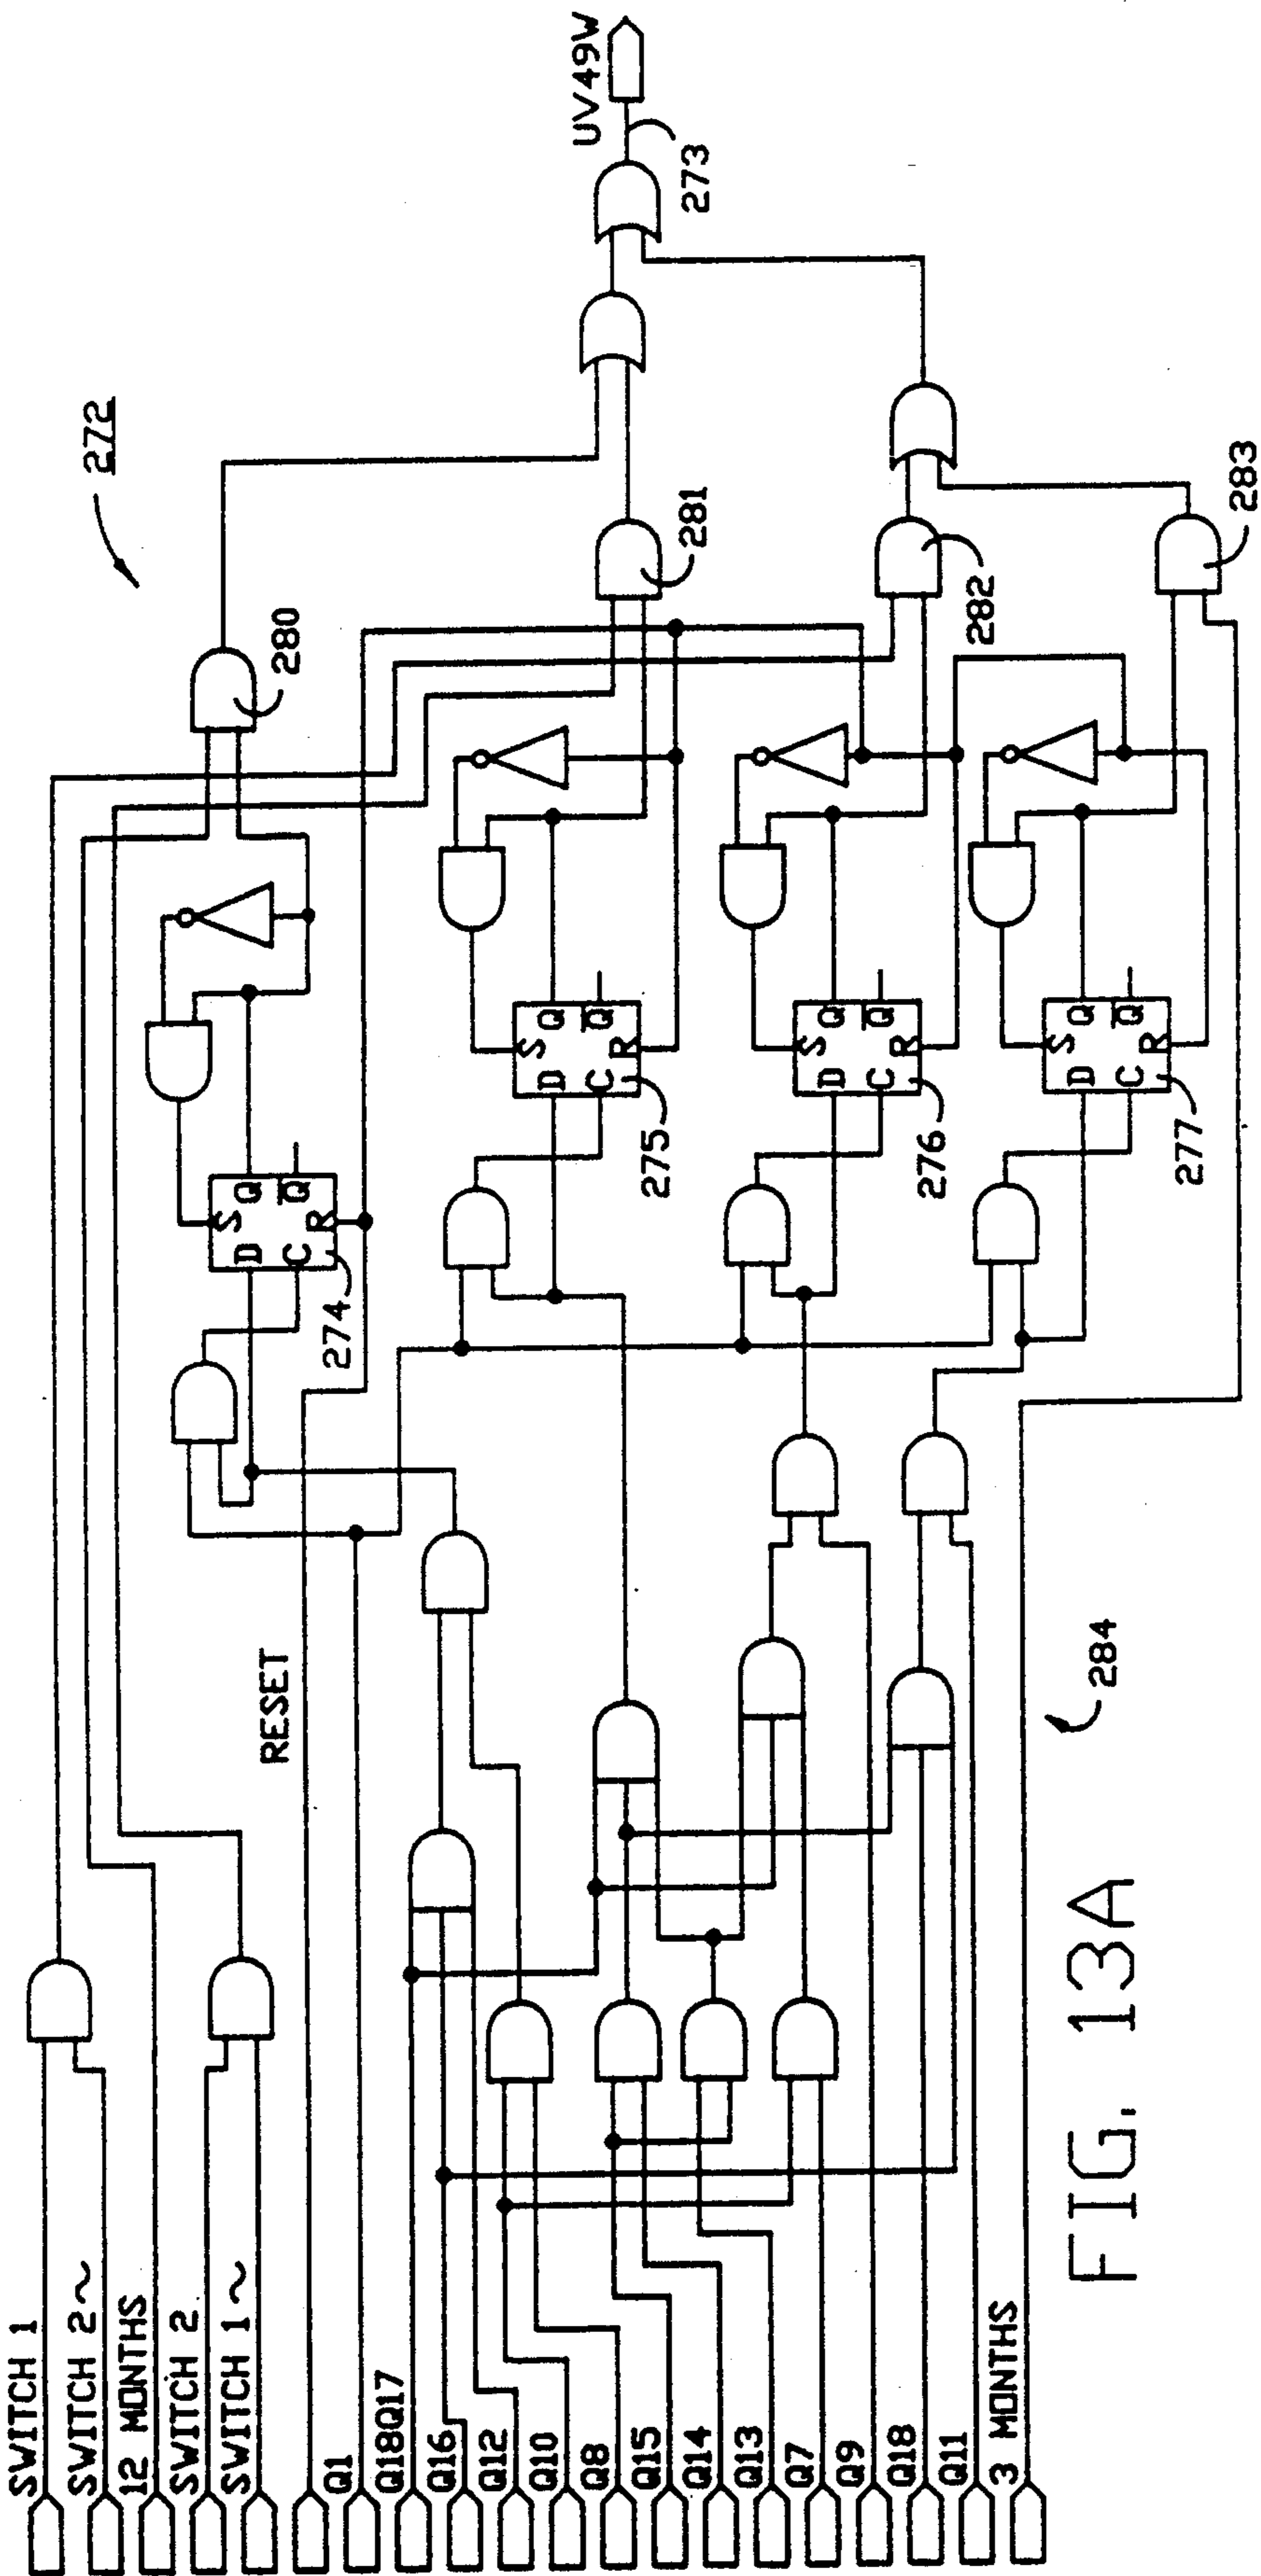 SWITCH 1
SWITCH 2~
12 MONTHS
SWITCH 2
SWITCH 1~
RESET
Q1
Q18Q17
Q16
Q12
Q10
Q8
Q15
Q14
Q13
Q7
Q9
Q18
Q11
3 MONTHS
272
280
S
D Q
C Q
R
274
UV49W
273
281
S
D Q
C Q
R
275
282
S
D Q
C Q
R
276
283
S
D Q
C Q
R
277
284
FIG. 13A